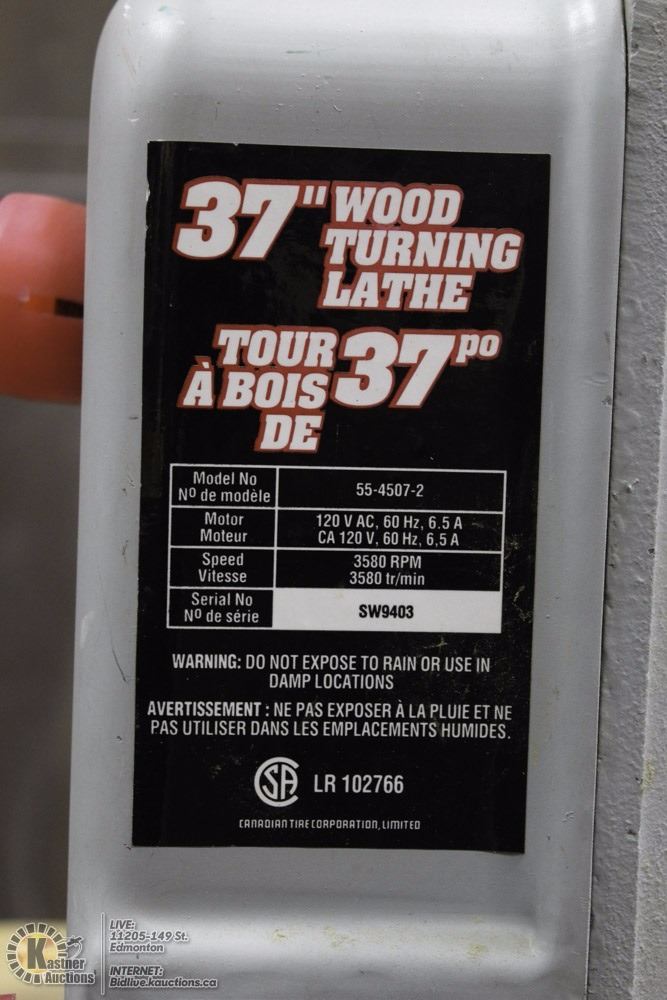 37" WOOD
TURNING
LATHE
TOUR
À BOIS
DE
37 po
Model No
Nº de modèle
55-4507-2
Motor
Moteur
120 V AC, 60 Hz, 6.5 A
CA 120 V, 60 Hz, 6,5 A
Speed
Vitesse
3580 RPM
3580 tr/min
Serial No
Nº de série
SW9403
WARNING: DO NOT EXPOSE TO RAIN OR USE IN
DAMP LOCATIONS
AVERTISSEMENT : NE PAS EXPOSER À LA PLUIE ET NE
PAS UTILISER DANS LES EMPLACEMENTS HUMIDES.
CSA LR 102766
CANADIAN TIRE CORPORATION, LIMITED
Kastner
Auctions
LIVE:
11205-149 St.
Edmonton
INTERNET:
Bidlive.kauctions.ca